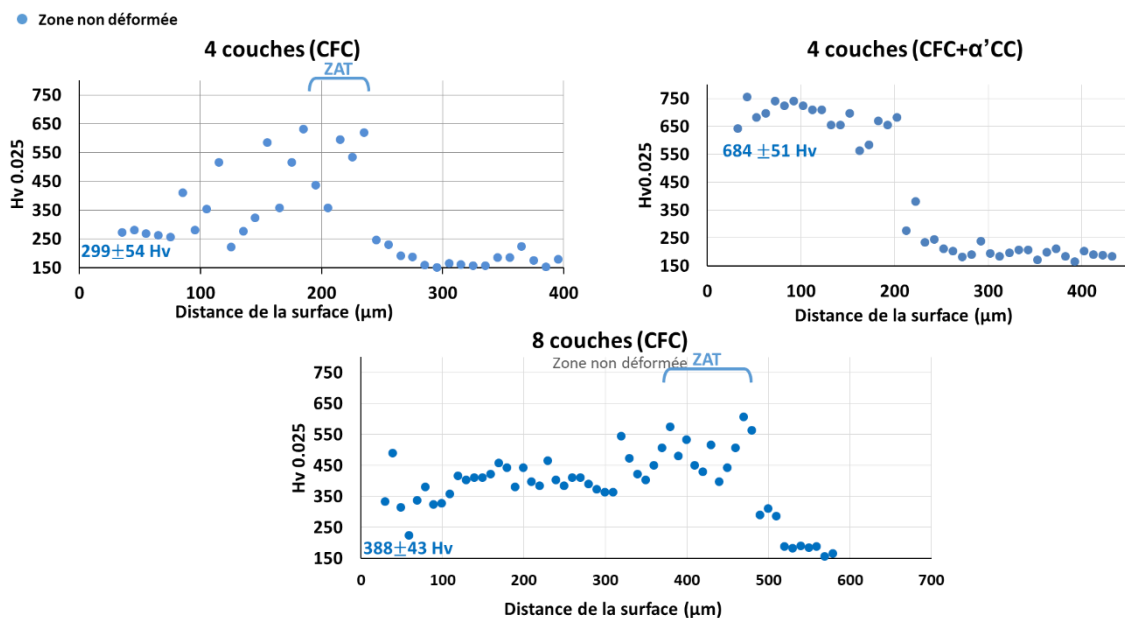 Zone non déformée
4 couches (CFC)
ZAT
750
650
550
450
350
250
150
Hv 0.025
299±54 Hv
0 100 200 300 400
Distance de la surface (µm)
4 couches (CFC+α’CC)
750
650
550
450
350
250
150
Hv0.025
684 ±51 Hv
0 100 200 300 400
Distance de la surface (µm)
8 couches (CFC)
Zone non déformée
ZAT
750
650
550
450
350
250
150
Hv 0.025
388±43 Hv
0 100 200 300 400 500 600 700
Distance de la surface (µm)